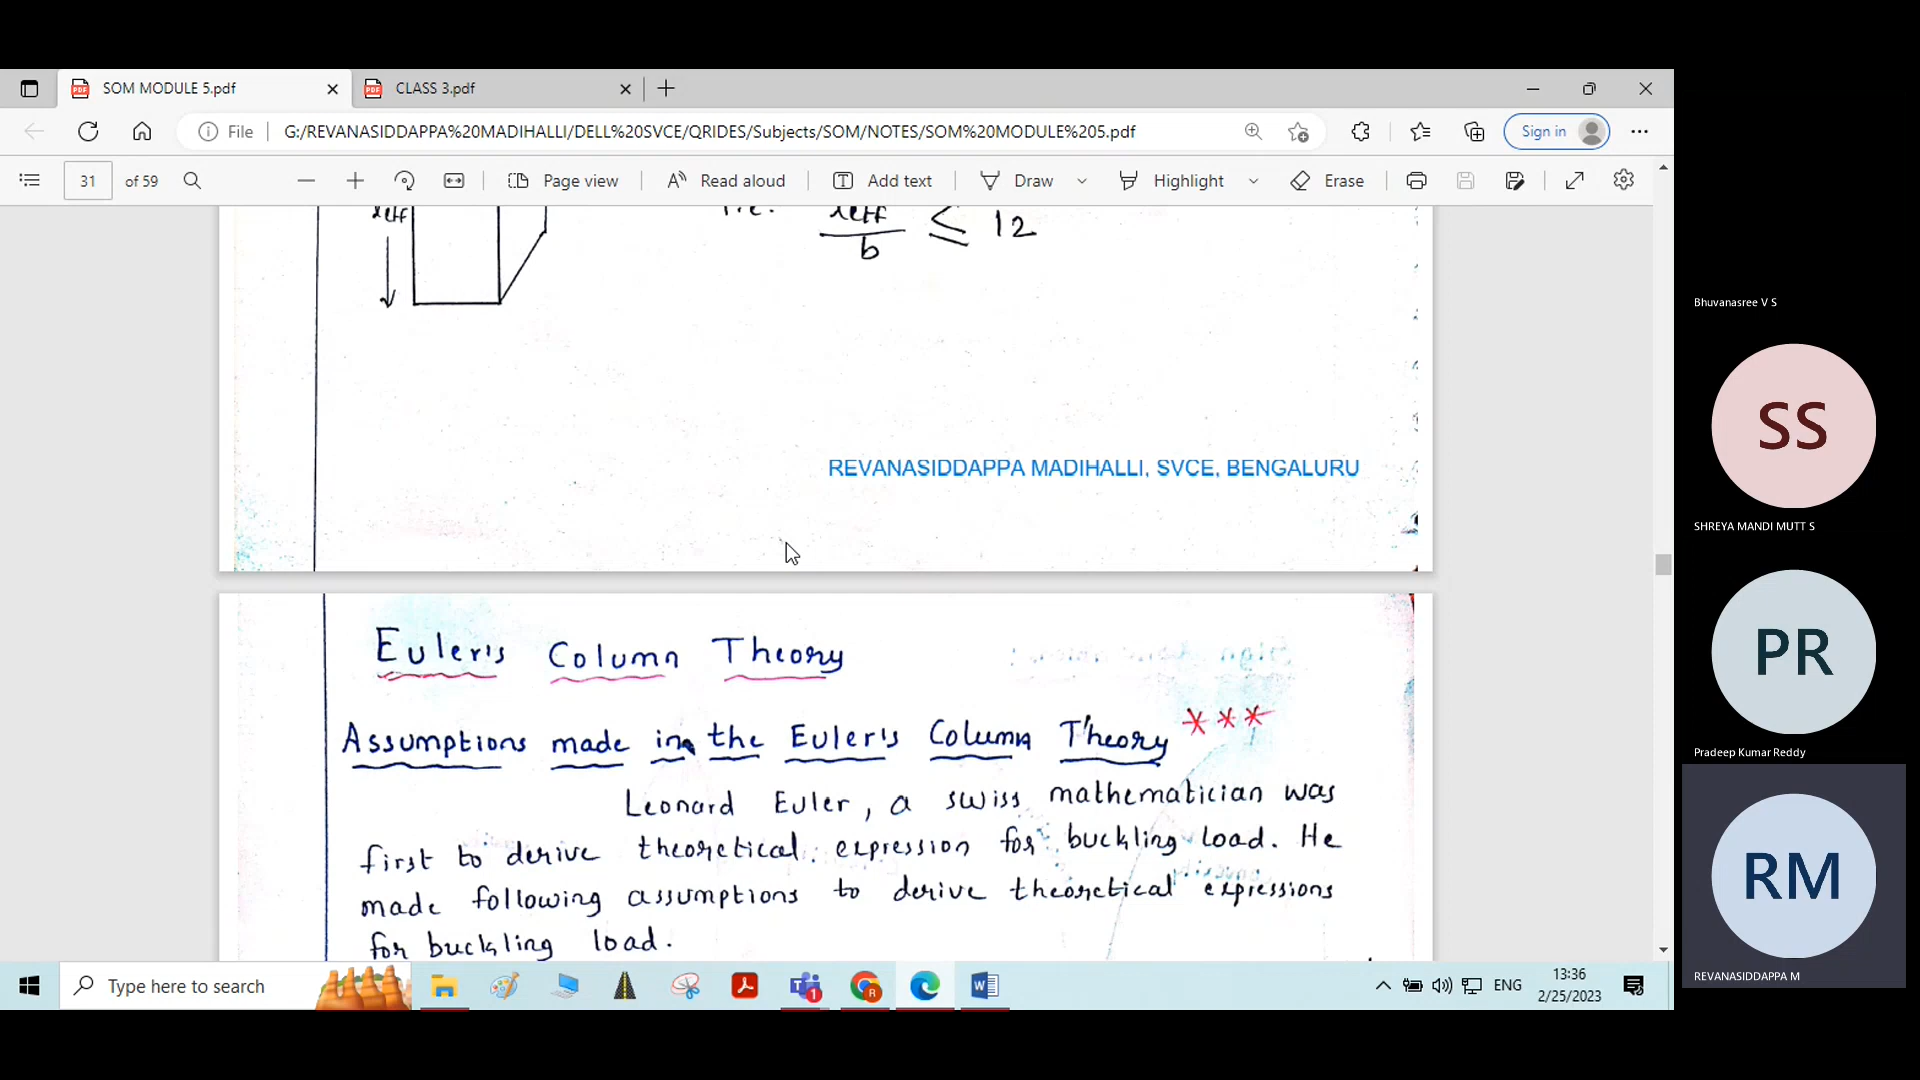 SOM MODULE 5.pdf
CLASS 3.pdf
File
G:/REVANASIDDAPPA%20MADIHALLI/DELL%20SVCE/QRIDES/Subjects/SOM/NOTES/SOM%20MODULE%205.pdf
Sign in
31 of 59
Page view
Read aloud
Add text
Draw
Highlight
Erase
leff
i.e. leff
b ≤ 12
REVANASIDDAPPA MADIHALLI, SVCE, BENGALURU
Euler's Column Theory
Assumptions made in the Euler's Column Theory ***
Leonard Euler, a swiss mathematician was
first to derive theoretical expression for buckling load. He
made following assumptions to derive theoretical expressions
for buckling load.
Bhuvanasree V S
SS
SHREYA MANDI MUTT S
PR
Pradeep Kumar Reddy
RM
REVANASIDDAPPA M
Type here to search
1
R
ENG
13:36
2/25/2023